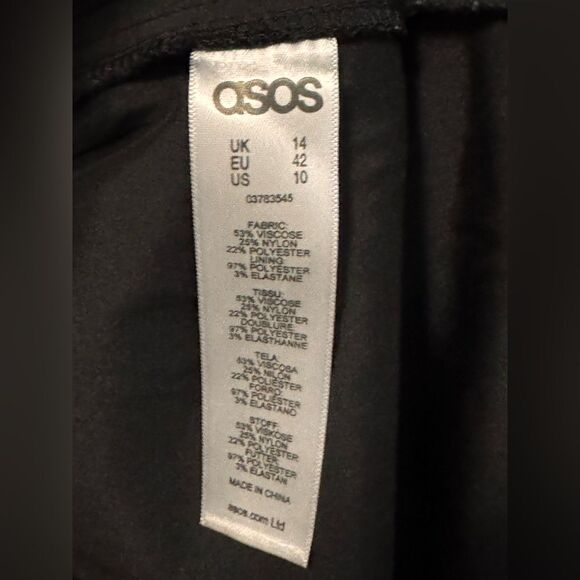 asos
UK 14
EU 42
US 10
03783545
FABRIC:
53% VISCOSE
25% NYLON
22% POLYESTER
LINING:
97% POLYESTER
3% ELASTANE
TISSU:
53% VISCOSE
25% NYLON
22% POLYESTER
DOUBLURE:
97% POLYESTER
3% ELASTHANNE
TELA:
53% VISCOSA
25% NILÓN
22% POLIÉSTER
FORRO:
97% POLIÉSTER
3% ELASTANO
STOFF:
53% VISKOSE
25% NYLON
22% POLYESTER
FUTTER:
97% POLYESTER
3% ELASTAN
MADE IN CHINA
asos.com Ltd